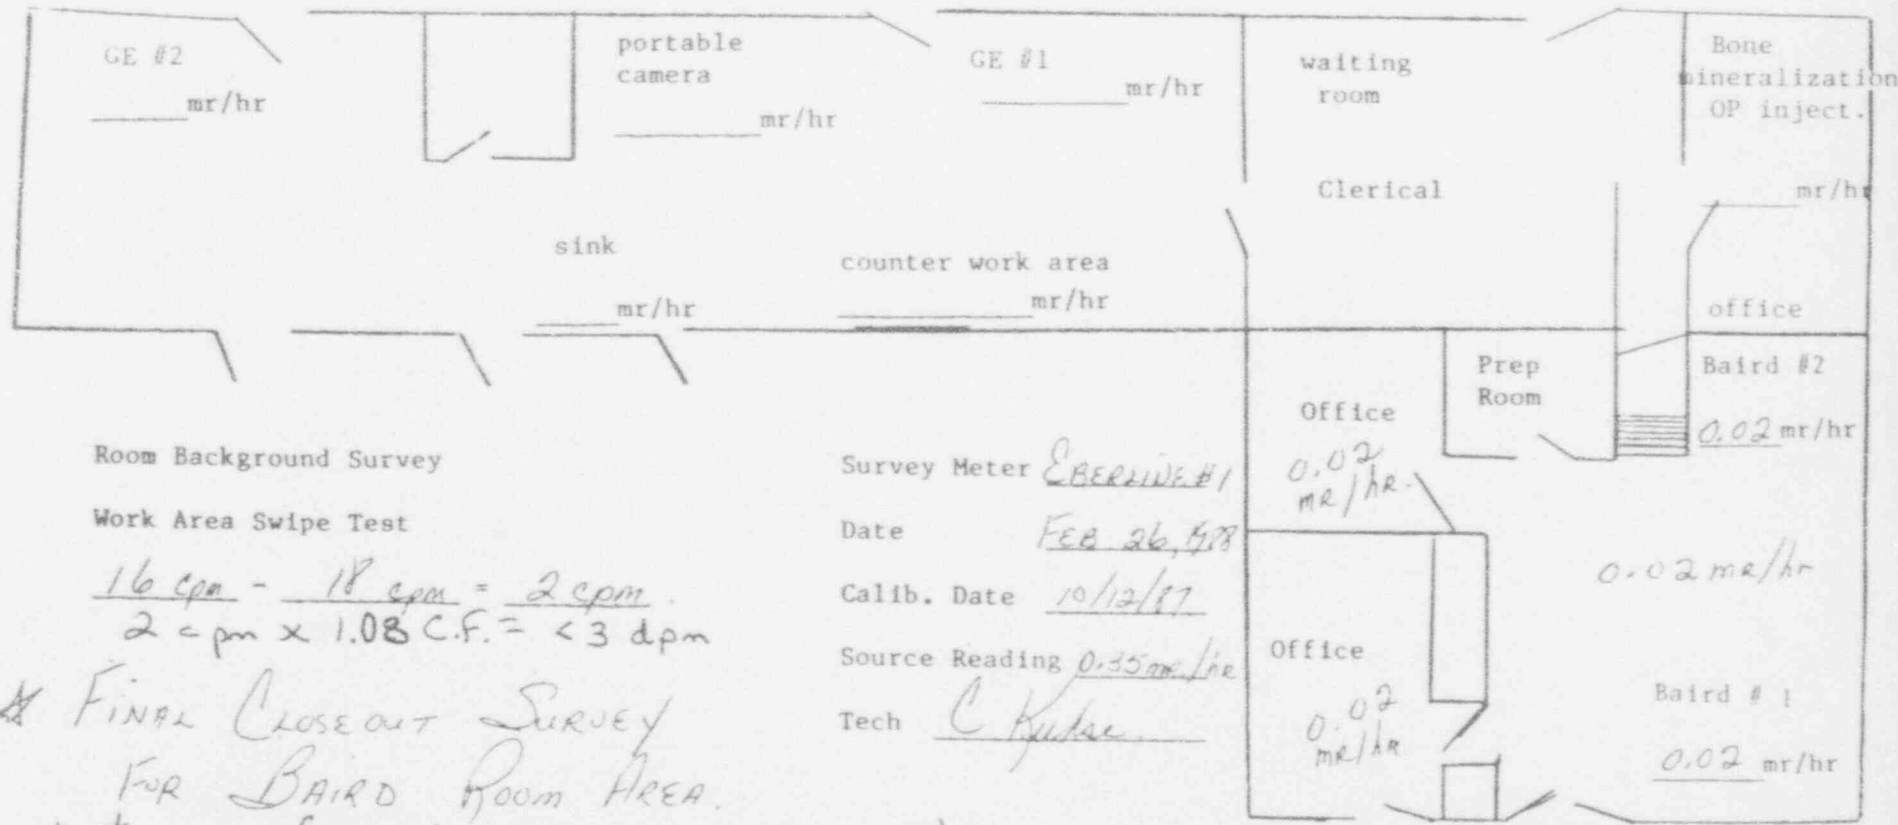 GE #2
mr/hr
portable
camera
mr/hr
GE #1
mr/hr
waiting
room
Clerical
Bone
mineralization
OP inject.
mr/hr
office
sink
mr/hr
counter work area
mr/hr
Prep
Room
Baird #2
0.02 mr/hr
Office
0.02
mR/hR.
Room Background Survey
Work Area Swipe Test
16 cpm - 18 cpm = 2 cpm.
2 cpm x 1.08 C.F. = <3 dpm
Survey Meter EBERLINE #1
Date FEB 26, 1988
Calib. Date 10/12/87
Source Reading 0.35 mr/hr
Tech C
0.02 mR/hr
Office
0.02
mR/hR
Baird # 1
0.02 mr/hr
FINAL CLOSEOUT SURVEY
FOR BAIRD ROOM AREA.